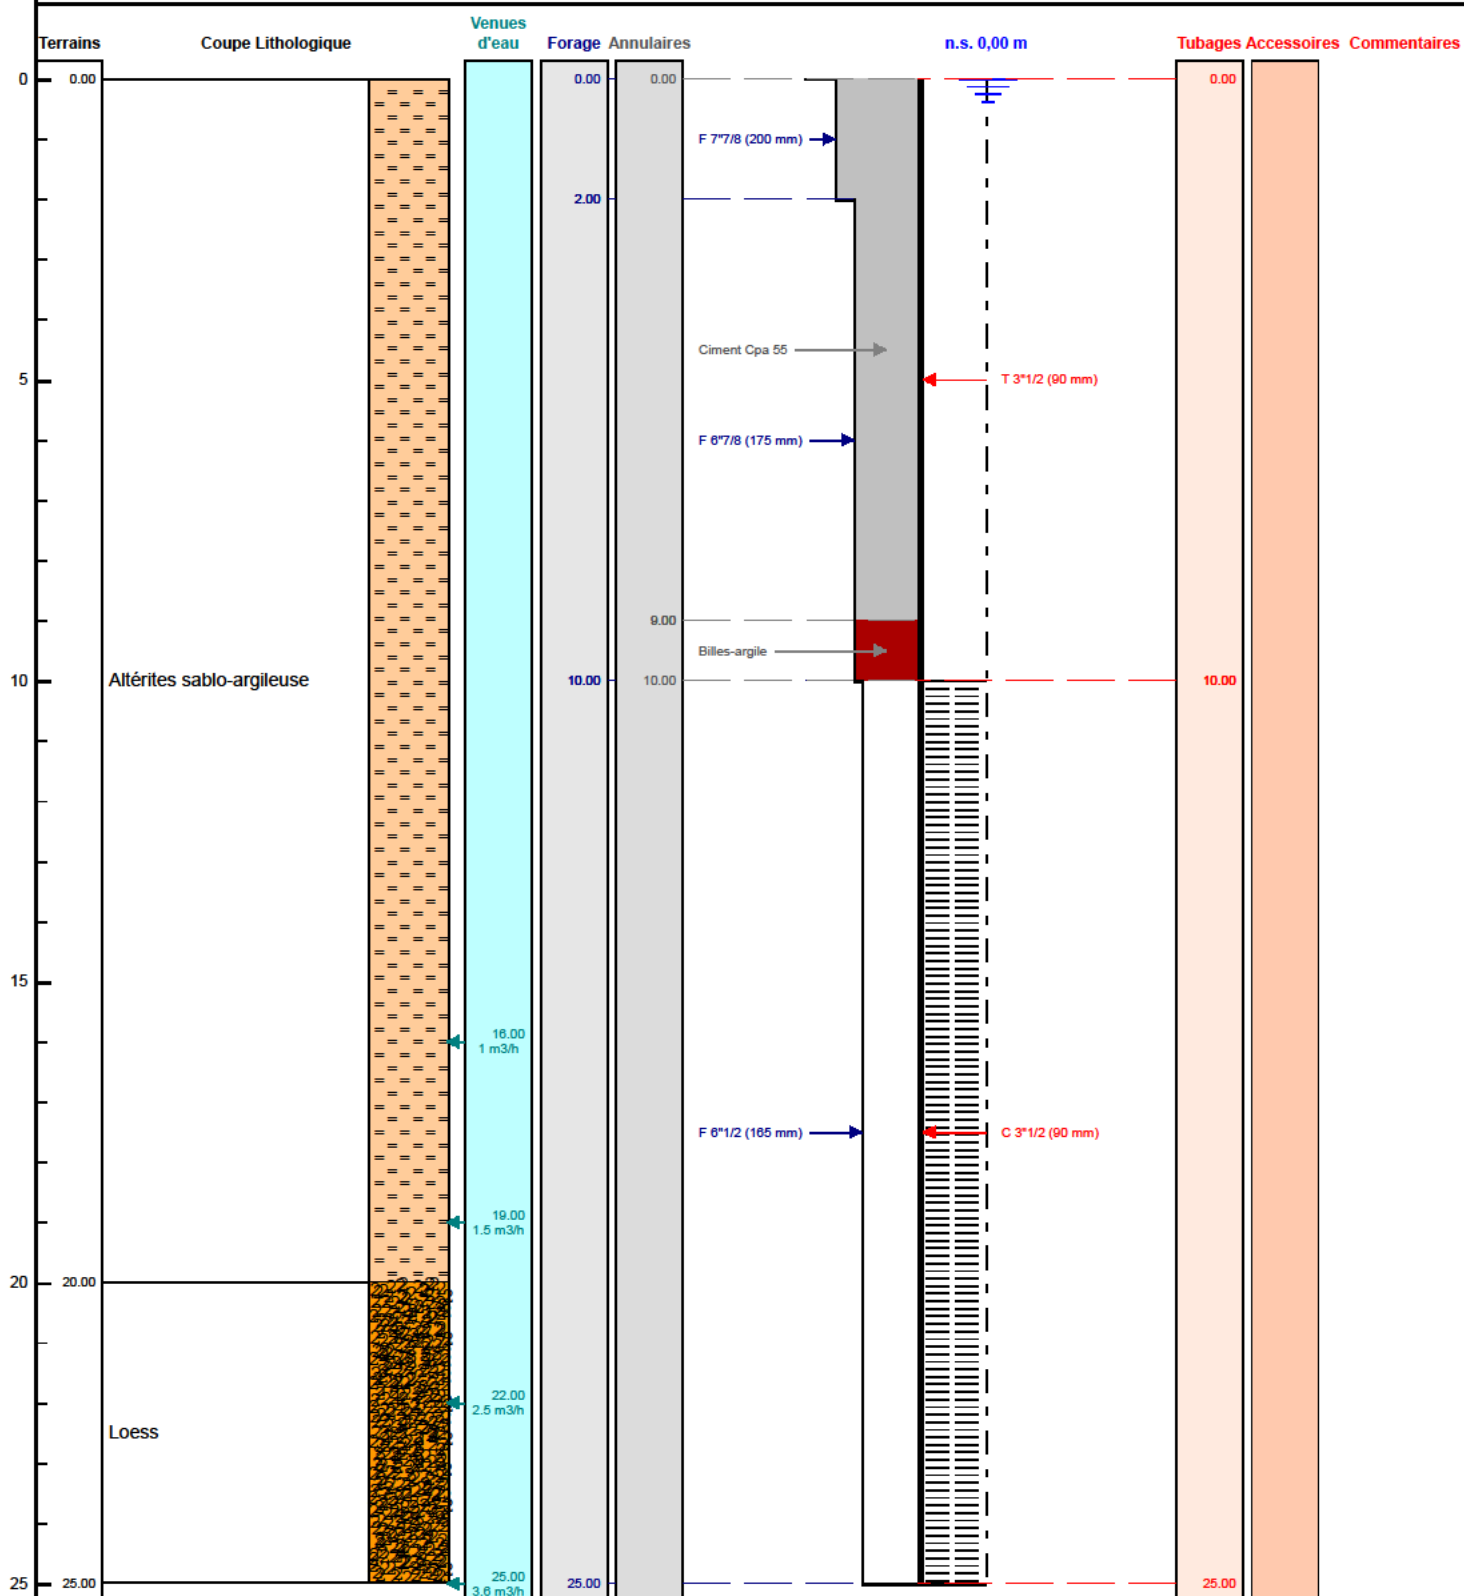 Venues
Terrains Coupe Lithologique d'eau Forage Annulaires n.s. 0,00 m Tubages Accessoires Commentaires
0 0.00 0.00 0.00 0.00
F 7"7/8 (200 mm)
2.00
Ciment Cpa 55
5 T 3"1/2 (90 mm)
F 6"7/8 (175 mm)
9.00
Billes-argile
10 Altérites sablo-argileuse 10.00 10.00 10.00
15
16.00
1 m3/h
F 6"1/2 (165 mm) C 3"1/2 (90 mm)
19.00
1.5 m3/h
20 20.00
22.00
2.5 m3/h
Loess
25 25.00 25.00 25.00 25.00
3.6 m3/h